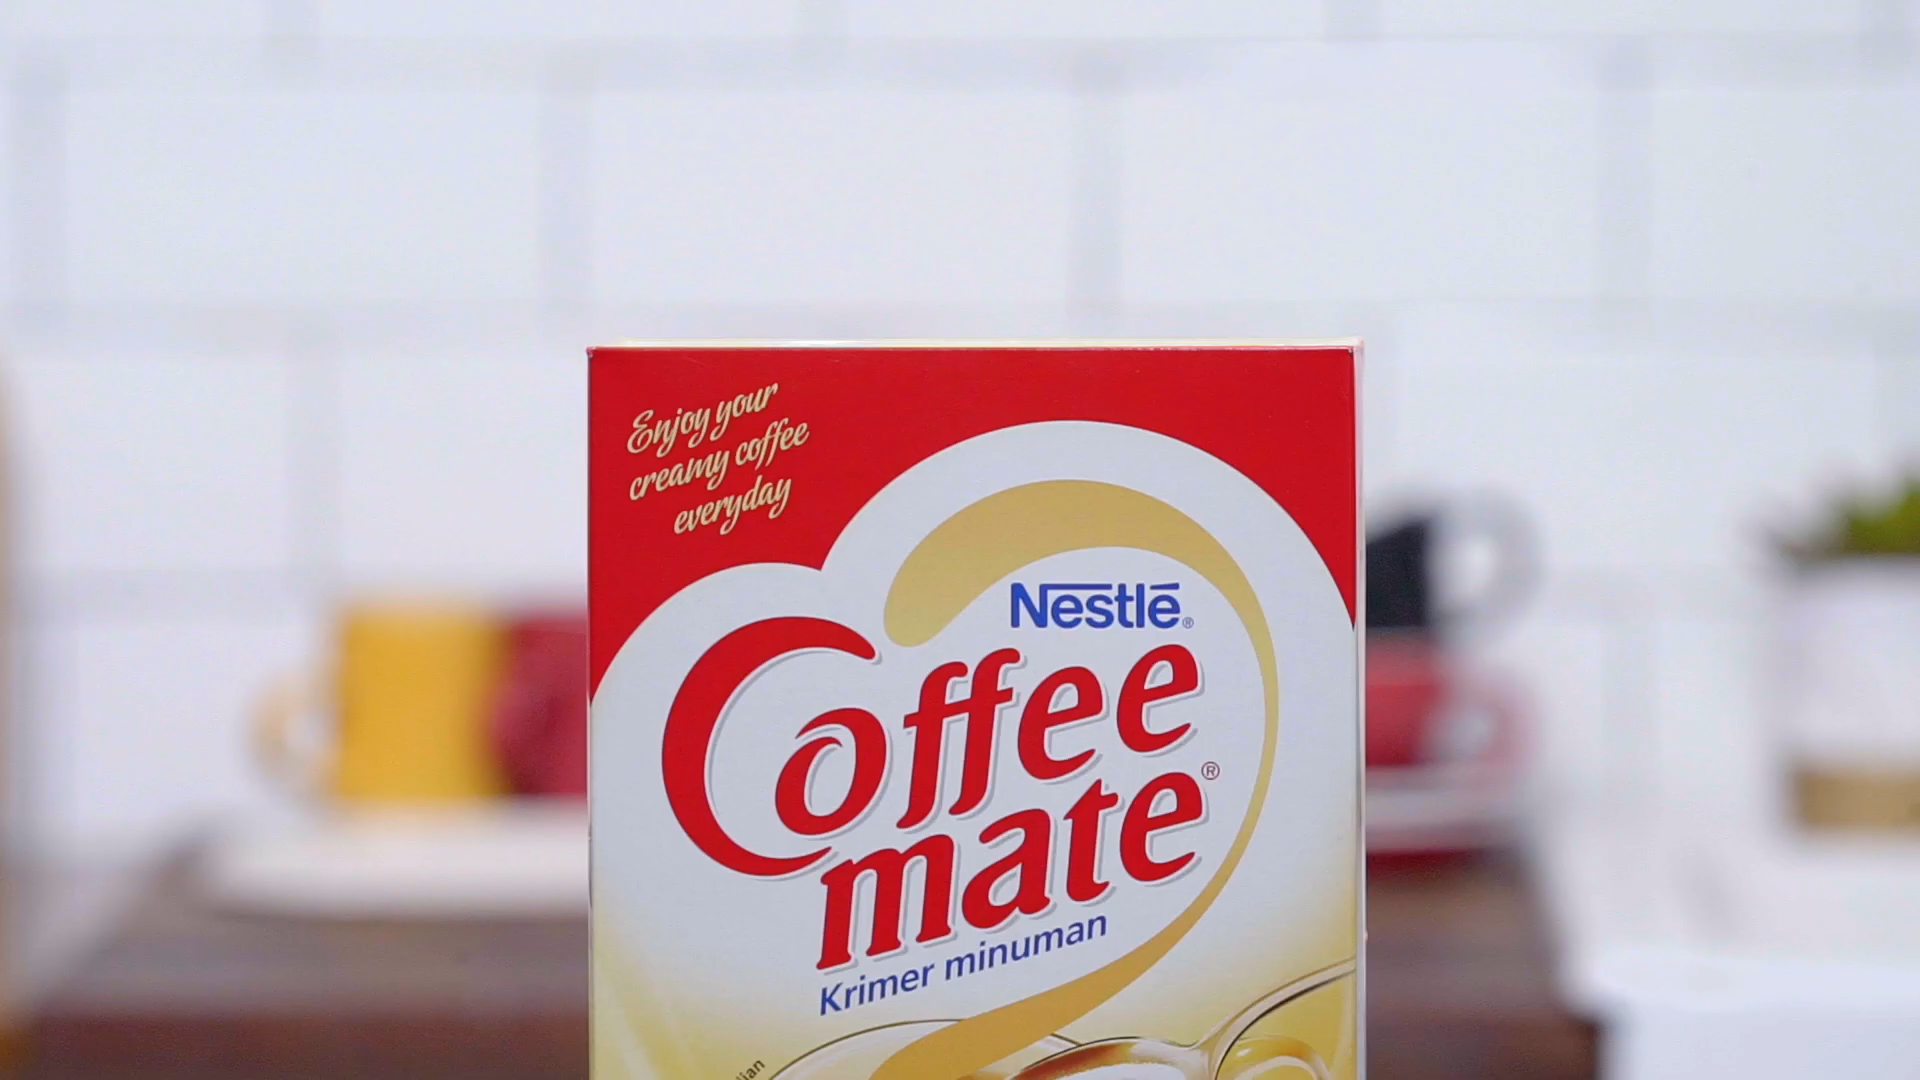 Enjoy your
creamy coffee
everyday
Nestlé®
Coffee
mate®
Krimer minuman